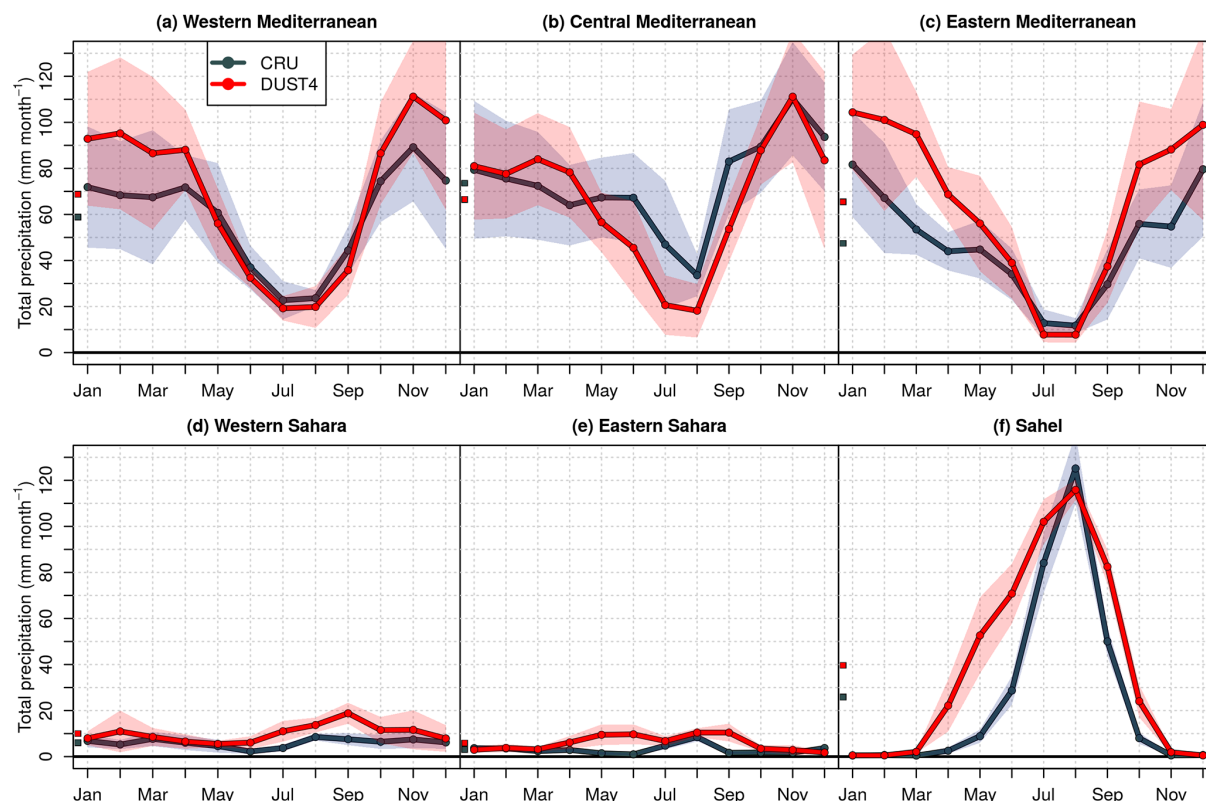 (a) Western Mediterranean (b) Central Mediterranean (c) Eastern Mediterranean
CRU
DUST4
Total precipitation (mm month⁻¹)
0 20 40 60 80 100 120
Jan Mar May Jul Sep Nov Jan Mar May Jul Sep Nov Jan Mar May Jul Sep Nov
(d) Western Sahara (e) Eastern Sahara (f) Sahel
Total precipitation (mm month⁻¹)
0 20 40 60 80 100 120
Jan Mar May Jul Sep Nov Jan Mar May Jul Sep Nov Jan Mar May Jul Sep Nov